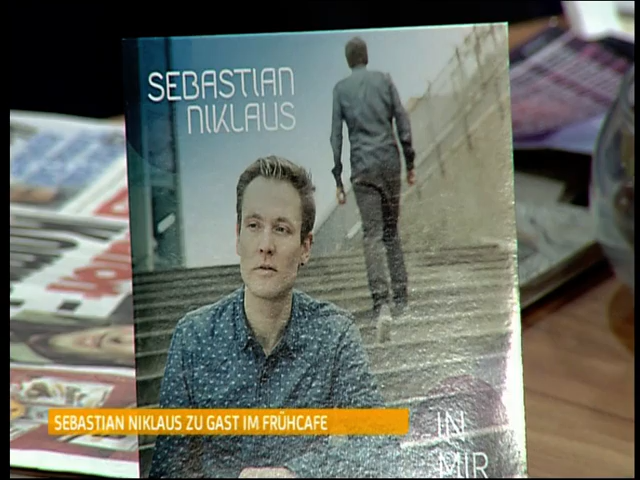 SEBASTIAN
NIKLAUS
SEBASTIAN NIKLAUS ZU GAST IM FRÜHCAFE
IN
MIR